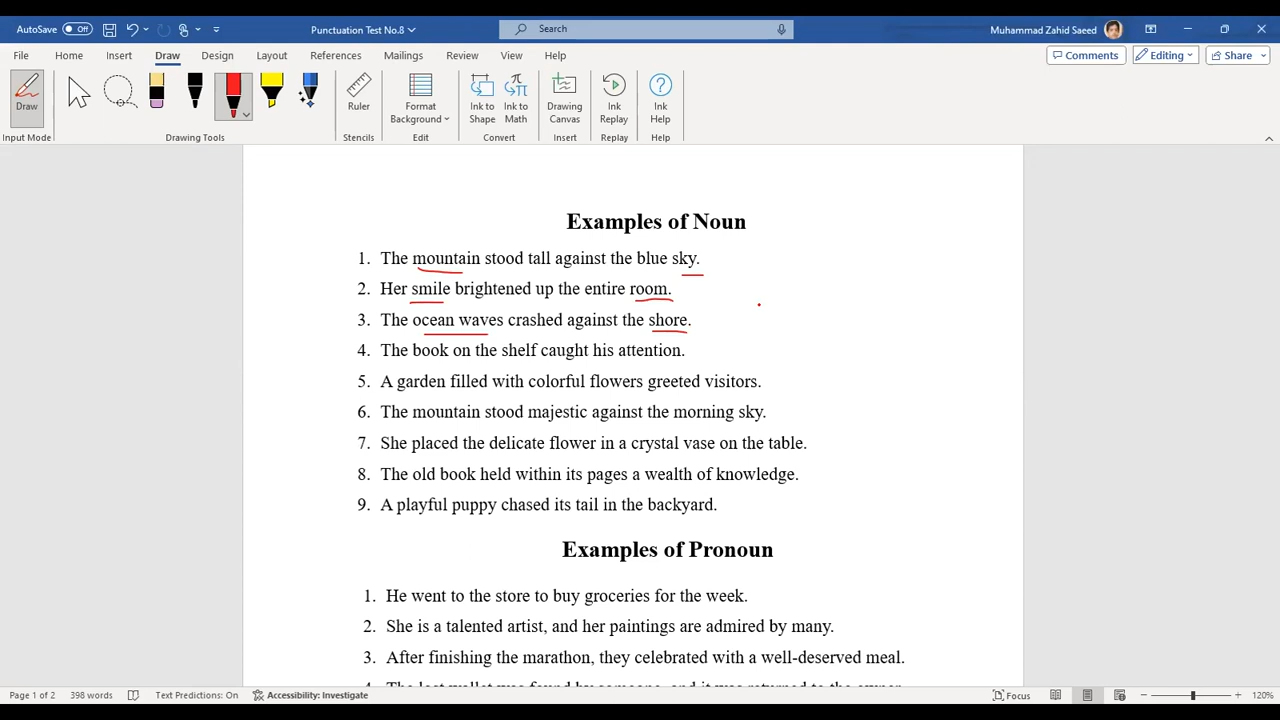 AutoSave Off Punctuation Test No.8 Search Muhammad Zahid Saeed
File Home Insert Draw Design Layout References Mailings Review View Help Comments Editing Share
Draw Ruler Format Background Ink to Shape Ink to Math Drawing Canvas Ink Replay Ink Help
Input Mode Drawing Tools Stencils Edit Convert Insert Replay Help
Examples of Noun
1. The mountain stood tall against the blue sky.
2. Her smile brightened up the entire room.
3. The ocean waves crashed against the shore.
4. The book on the shelf caught his attention.
5. A garden filled with colorful flowers greeted visitors.
6. The mountain stood majestic against the morning sky.
7. She placed the delicate flower in a crystal vase on the table.
8. The old book held within its pages a wealth of knowledge.
9. A playful puppy chased its tail in the backyard.
Examples of Pronoun
1. He went to the store to buy groceries for the week.
2. She is a talented artist, and her paintings are admired by many.
3. After finishing the marathon, they celebrated with a well-deserved meal.
Page 1 of 2 398 words Text Predictions: On Accessibility: Investigate Focus 120%